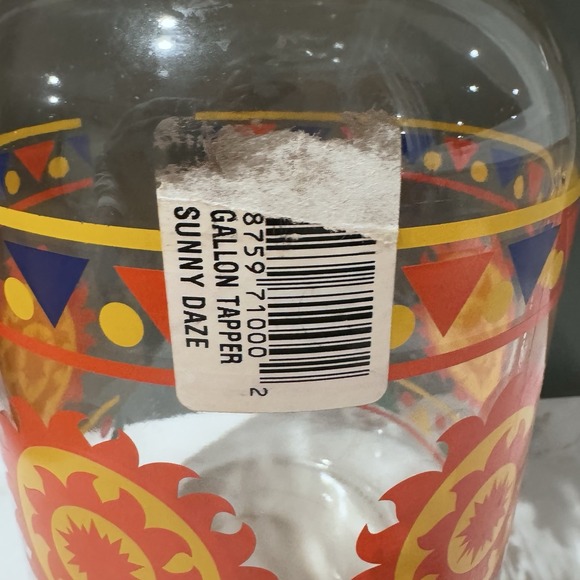 8759 71000 2
GALLON TAPPER
SUNNY DAZE